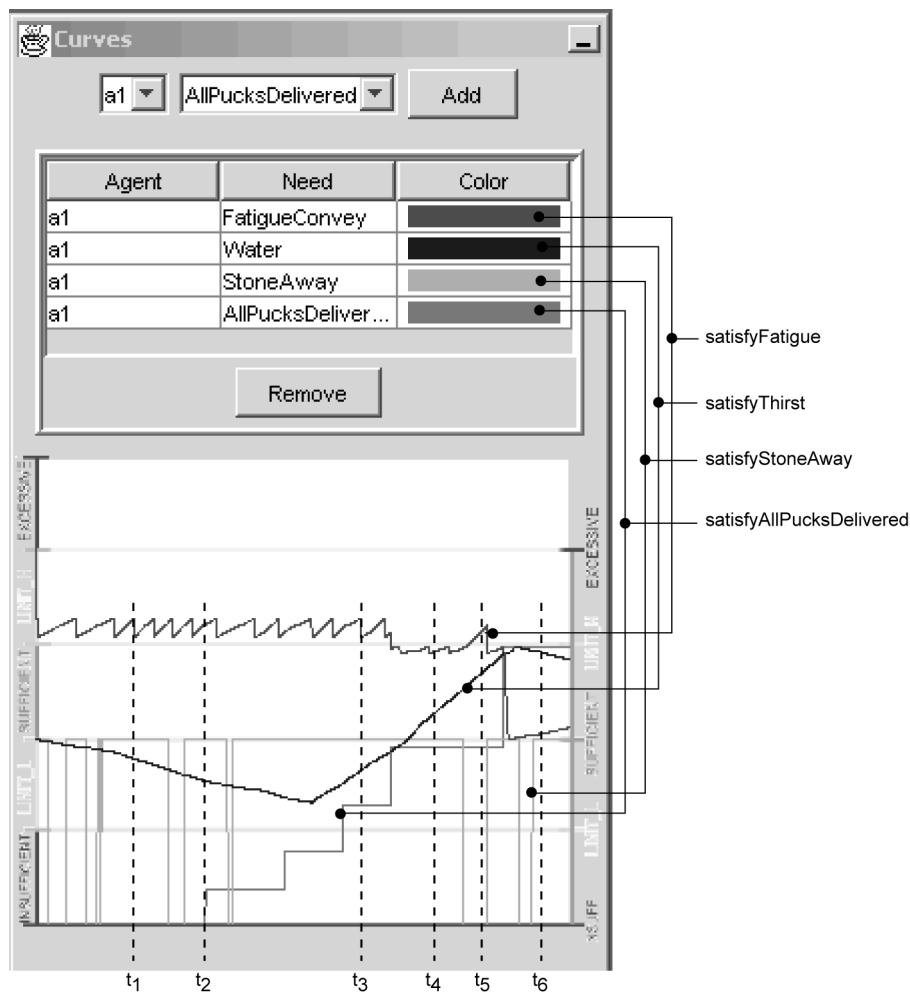 Curves
a1 AllPucksDelivered Add
Agent Need Color
a1 FatigueConvey
a1 Water
a1 StoneAway
a1 AllPucksDeliver...
Remove
satisfyFatigue
satisfyThirst
satisfyStoneAway
satisfyAllPucksDelivered
EXCESSIVE
LIMIT_H
SUFFICIENT
LIMIT_L
INSUFFICIENT
EXCESSIVE
LIMIT_H
SUFFICIENT
LIMIT_L
INSUFF
t1 t2 t3 t4 t5 t6